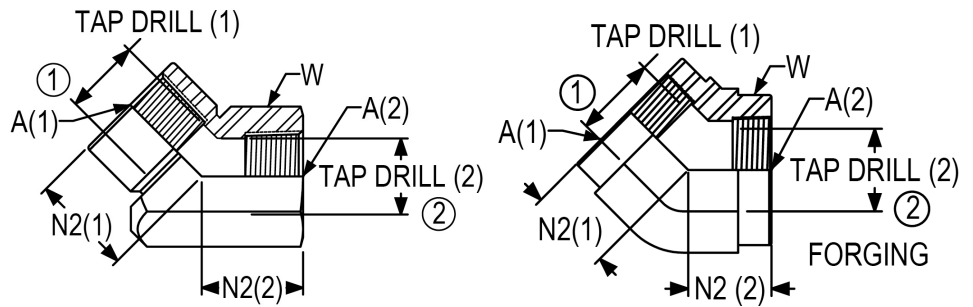 TAP DRILL (1)
1
W
A(1)
A(2)
TAP DRILL (2)
2
N2(1)
N2(2)
TAP DRILL (1)
1
W
A(1)
A(2)
TAP DRILL (2)
2
N2(1)
N2 (2)
FORGING